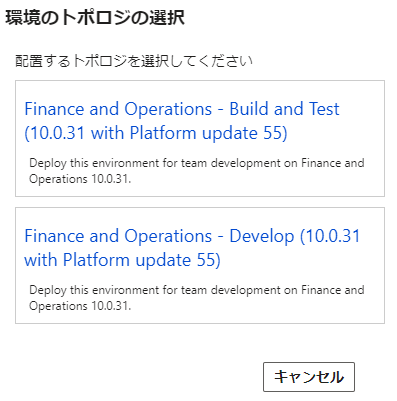 環境のトポロジの選択
配置するトポロジを選択してください
Finance and Operations - Build and Test
(10.0.31 with Platform update 55)
Deploy this environment for team development on Finance and
Operations 10.0.31.
Finance and Operations - Develop (10.0.31
with Platform update 55)
Deploy this environment for team development on Finance and
Operations 10.0.31.
キャンセル